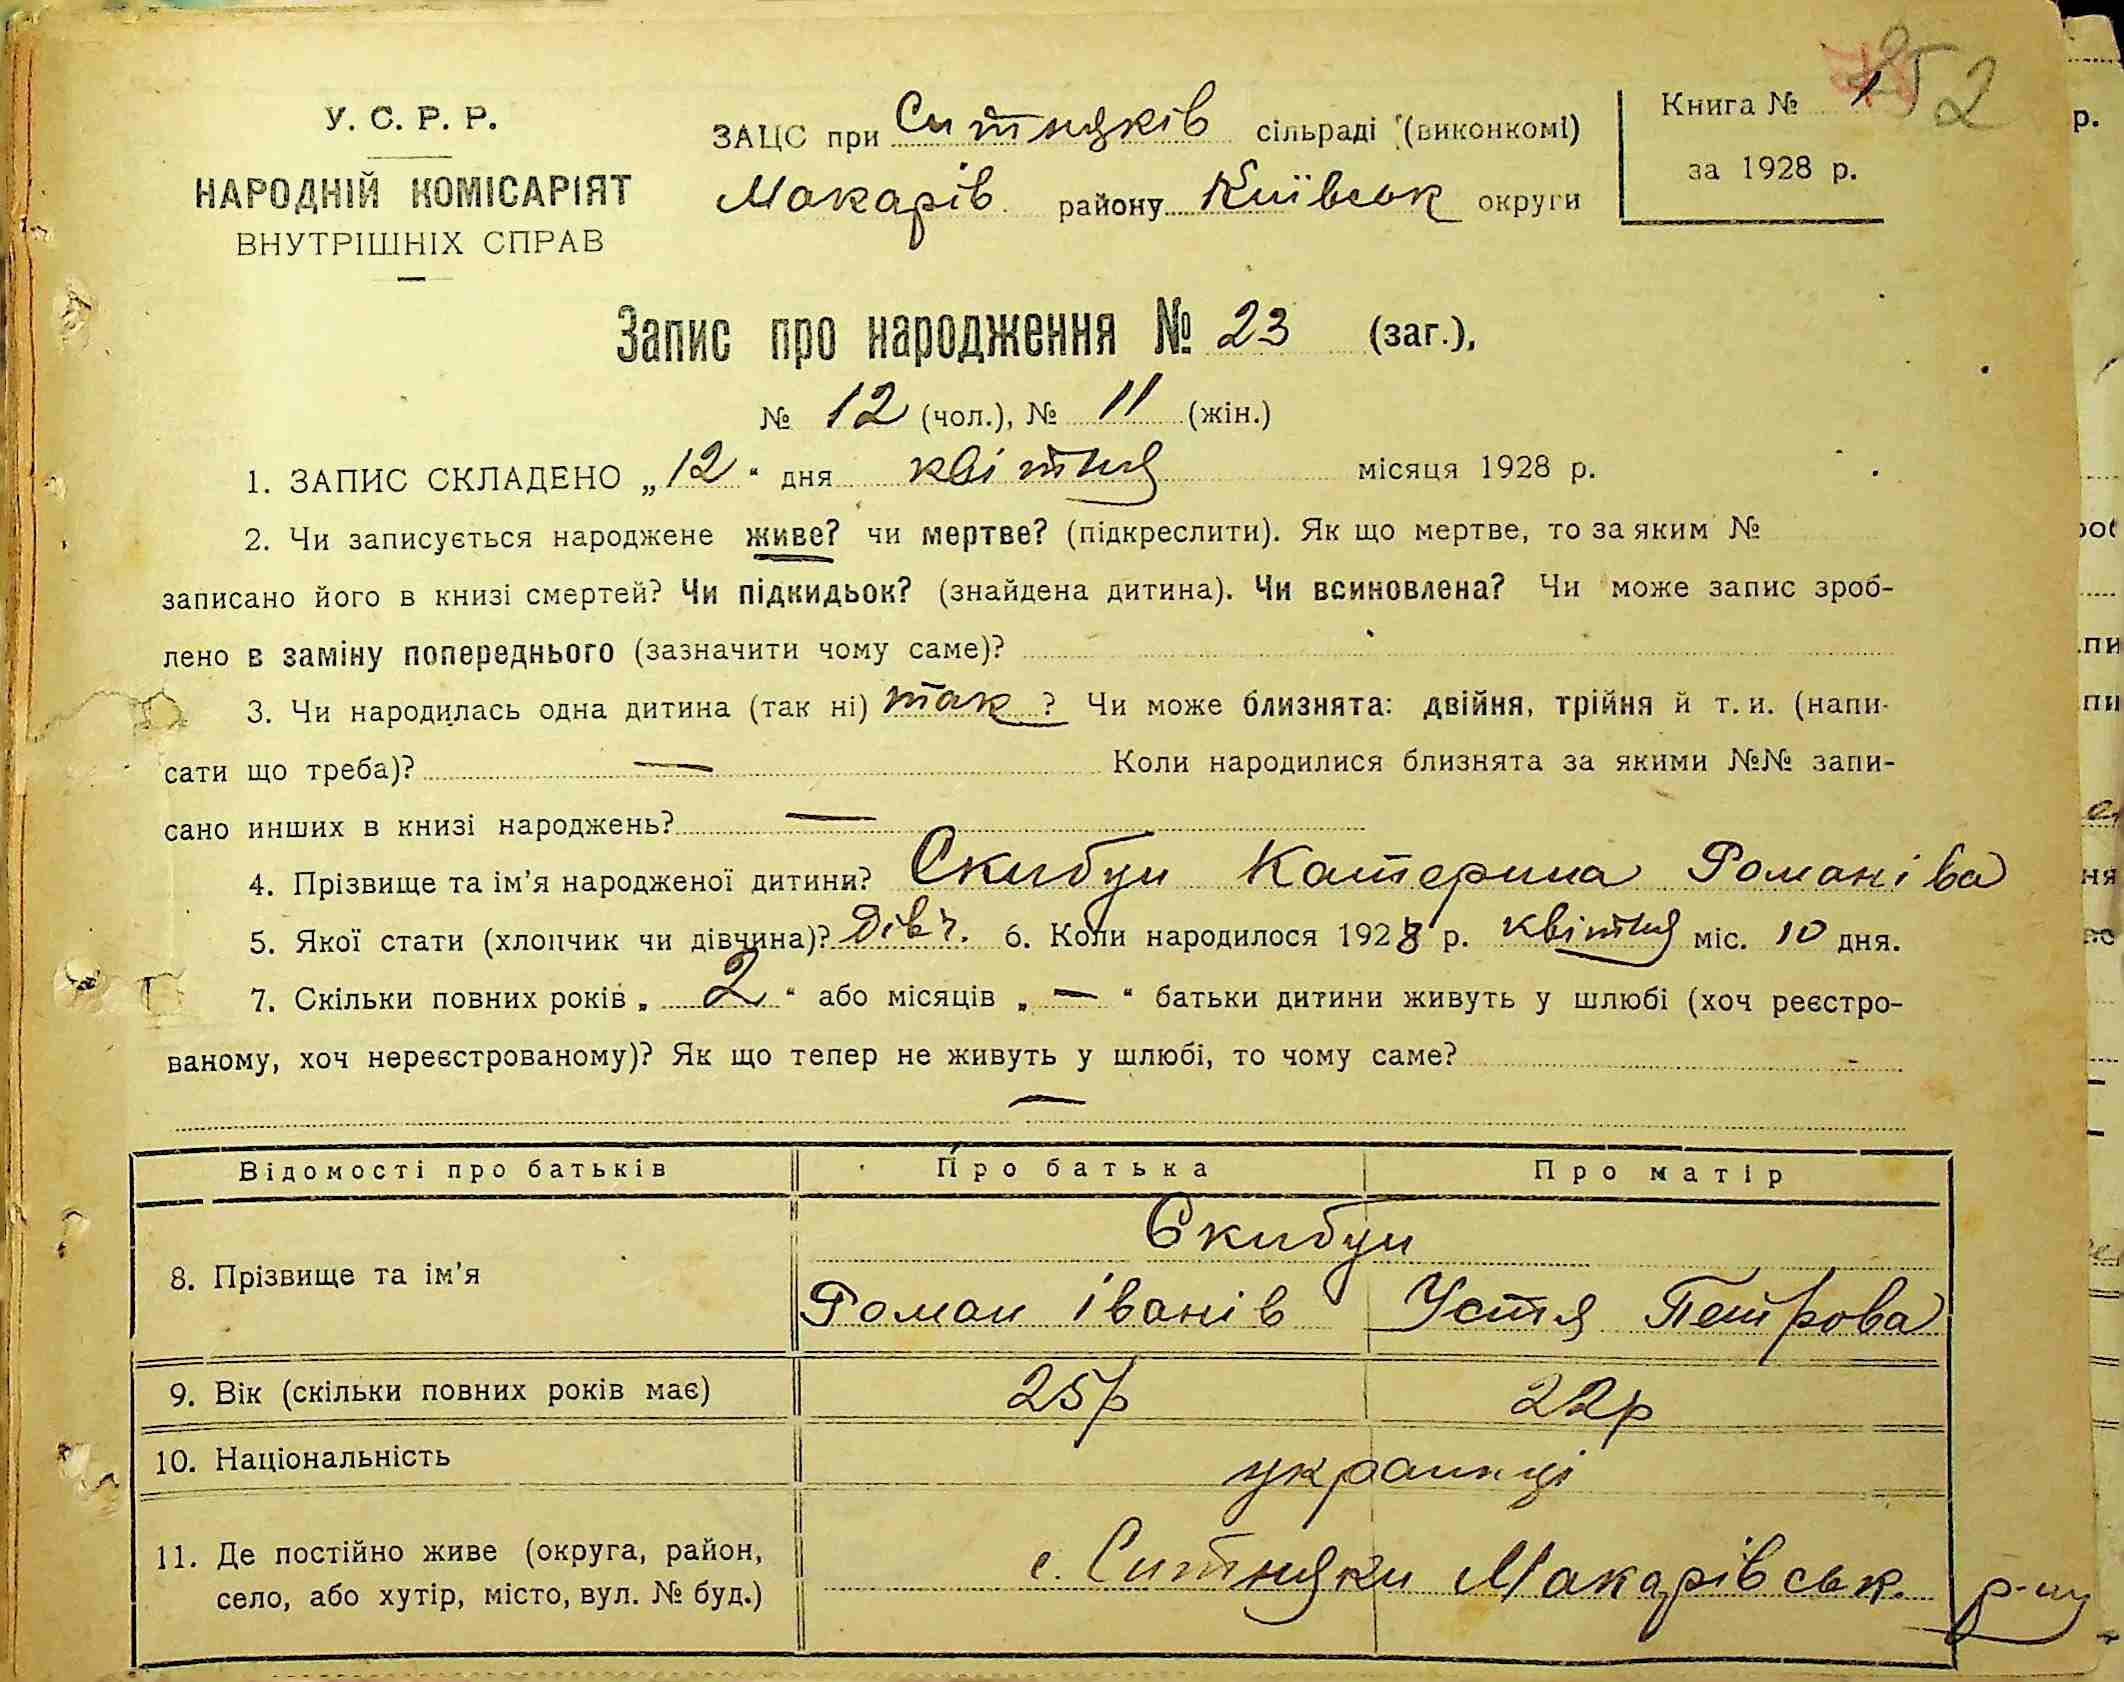 252
У. С. Р. Р.
НАРОДНІЙ КОМІСАРІЯТ
ВНУТРІШНІХ СПРАВ
ЗАЦС при Ситняків сільраді (виконкомі)
Макарів району Київськ округи
Книга № 1
за 1928 р.
Запис про народження № 23 (заг.),
№ 12 (чол.), № 11 (жін.)
1. ЗАПИС СКЛАДЕНО „12“ дня квітня місяця 1928 р.
2. Чи записується народжене живе? чи мертве? (підкреслити). Як що мертве, то за яким №
записано його в книзі смертей? Чи підкидьок? (знайдена дитина). Чи всиновлена? Чи може запис зроб-
лено в заміну попереднього (зазначити чому саме)?
3. Чи народилась одна дитина (так ні) так ? Чи може близнята: двійня, трійня й т. и. (напи-
сати що треба)? — Коли народилися близнята за якими №№ запи-
сано инших в книзі народжень? —
4. Прізвище та ім’я народженої дитини? Скибун Катерина Романіва
5. Якої стати (хлопчик чи дівчина)? Дівч. 6. Коли народилося 1928 р. квітня міс. 10 дня.
7. Скільки повних років „ 2 “ або місяців „ — “ батьки дитини живуть у шлюбі (хоч реєстро-
ваному, хоч нереєстрованому)? Як що тепер не живуть у шлюбі, то чому саме?
—
Відомості про батьків Про батька Про матір
8. Прізвище та ім’я Скибун
Роман Іванів Устя Петрова
9. Вік (скільки повних років має) 25р 22р
10. Національність украинці
11. Де постійно живе (округа, район,
село, або хутір, місто, вул. № буд.) с. Ситняки Макарівськ. р-ну